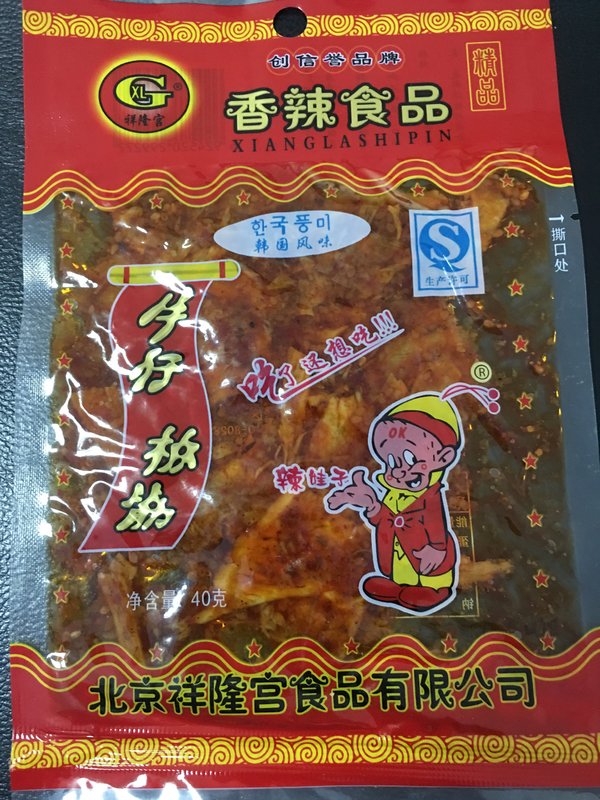 创信誉品牌
精品
XL
G
®
祥隆宫
香辣食品
XIANGLASHIPIN
한국풍미
韩国风味
S
生产许可
←撕口处
牛仔板筋
吃了还想吃!!!
®
OK
辣娃子
净含量: 40克
北京祥隆宫食品有限公司